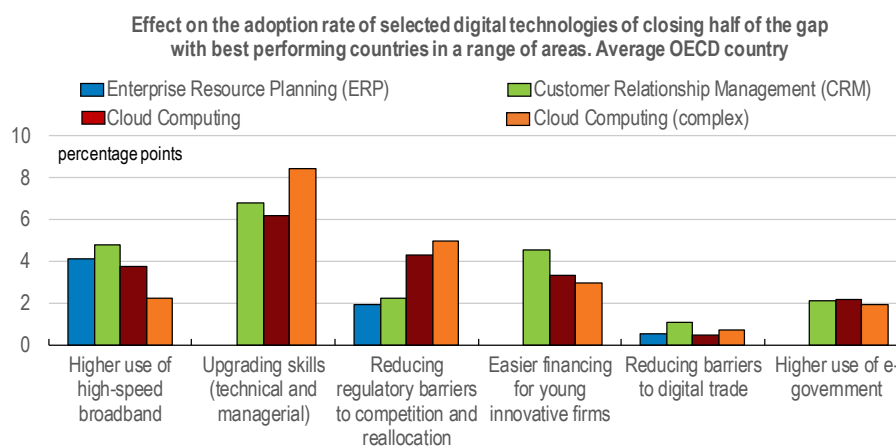 Effect on the adoption rate of selected digital technologies of closing half of the gap
with best performing countries in a range of areas. Average OECD country
Enterprise Resource Planning (ERP)
Customer Relationship Management (CRM)
Cloud Computing
Cloud Computing (complex)
percentage points
10
8
6
4
2
0
Higher use of
high-speed
broadband
Upgrading skills
(technical and
managerial)
Reducing
regulatory barriers
to competition and
reallocation
Easier financing
for young
innovative firms
Reducing barriers
to digital trade
Higher use of e-
government